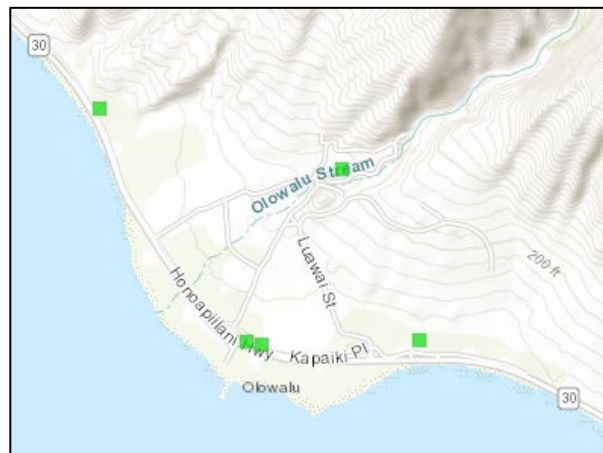 30
Olowalu Stream
Luawai St
200 ft
Honoapiilani Hwy
Kapaiki Pl
Olowalu
30